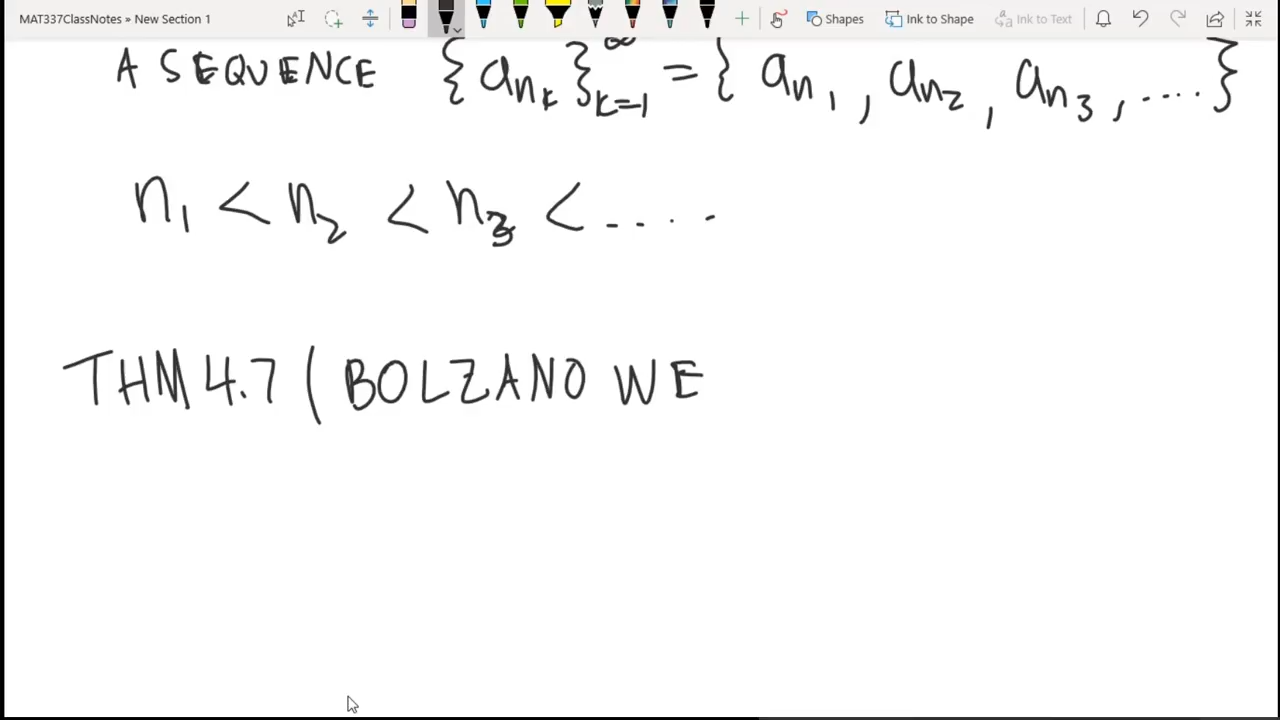 MAT337ClassNotes » New Section 1
Shapes Ink to Shape Ink to Text
A SEQUENCE {a_{n_k}}_{k=1}^∞ = { a_{n_1}, a_{n_2}, a_{n_3}, .... }
n_1 < n_2 < n_3 < ....
THM 4.7 ( BOLZANO WE